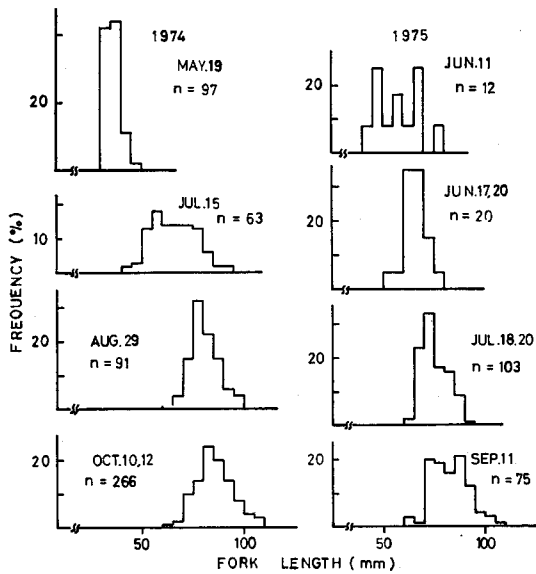 1974
MAY.19
n = 97
20
JUL.15
n = 63
10
AUG. 29
n = 91
20
OCT.10,12
n = 266
20
50
100
1975
JUN.11
n = 12
20
JUN.17,20
n = 20
20
JUL.18,20
n = 103
20
SEP.11
n = 75
20
50
100
FREQUENCY (%)
FORK LENGTH (mm)